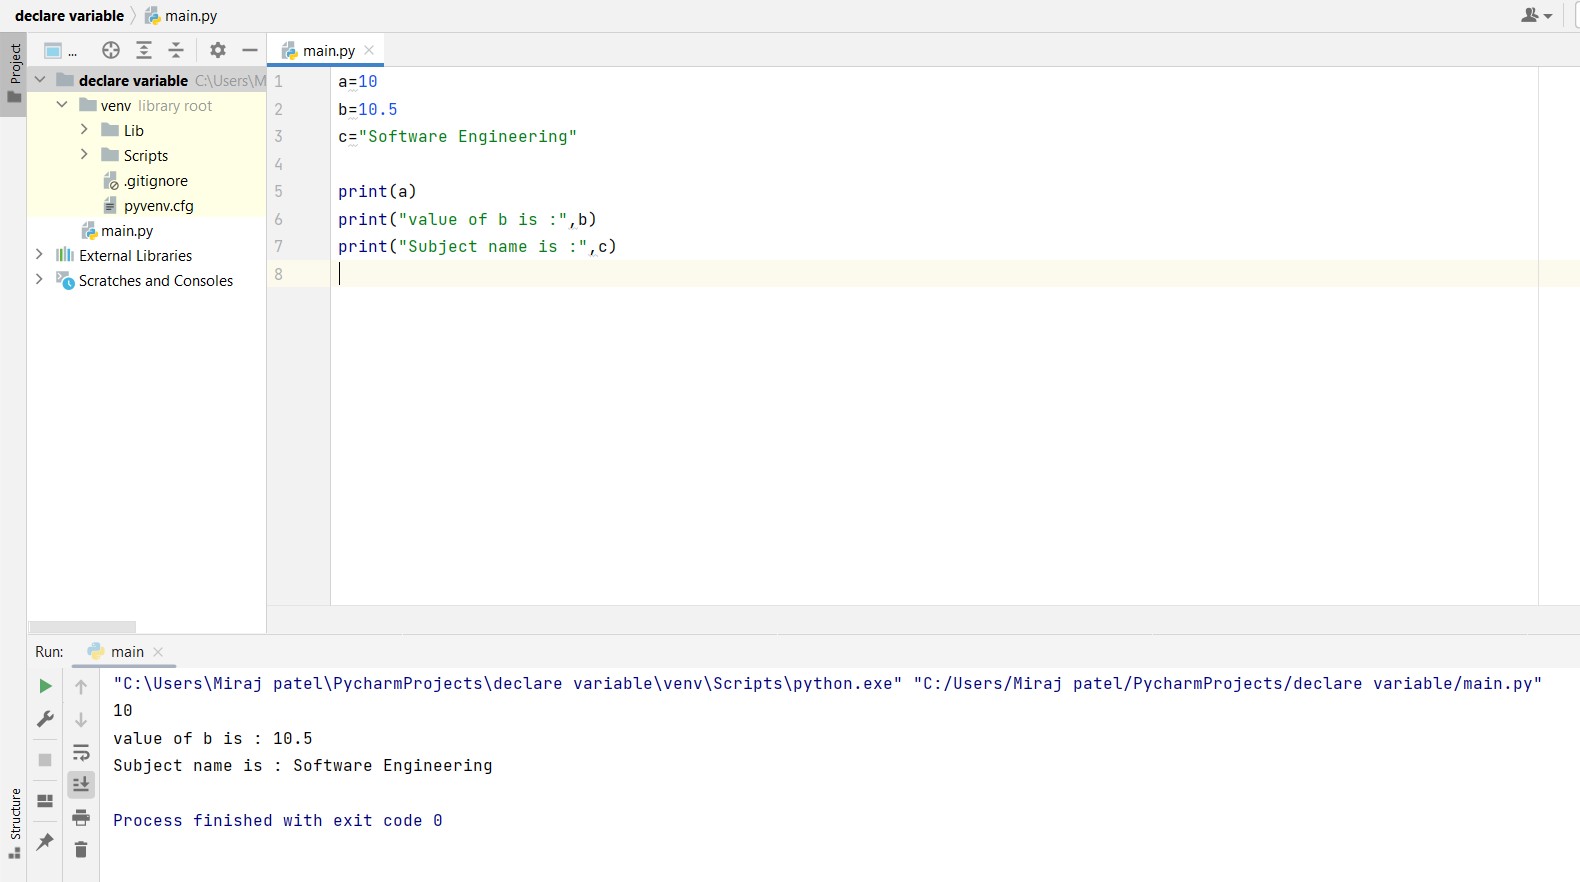 declare variable main.py
Project
...
main.py
declare variable C:\Users\M
venv library root
Lib
Scripts
.gitignore
pyvenv.cfg
main.py
External Libraries
Scratches and Consoles
1 a=10
2 b=10.5
3 c="Software Engineering"
4
5 print(a)
6 print("value of b is :",b)
7 print("Subject name is :",c)
8
Run: main
"C:\Users\Miraj patel\PycharmProjects\declare variable\venv\Scripts\python.exe" "C:/Users/Miraj patel/PycharmProjects/declare variable/main.py"
10
value of b is : 10.5
Subject name is : Software Engineering
Process finished with exit code 0
Structure